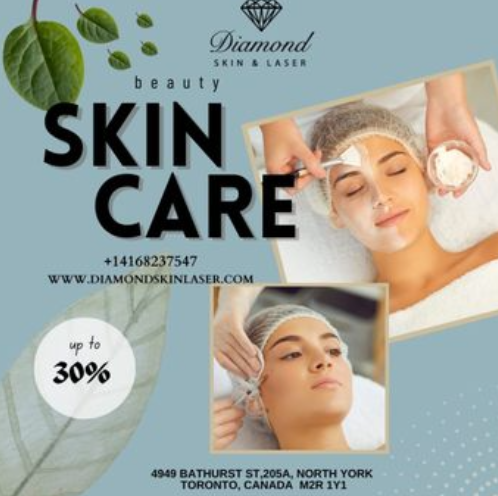 Diamond
SKIN & LASER
beauty
SKIN
CARE
+14168237547
WWW.DIAMONDSKINLASER.COM
up to
30%
4949 BATHURST ST,205A, NORTH YORK
TORONTO, CANADA M2R 1Y1